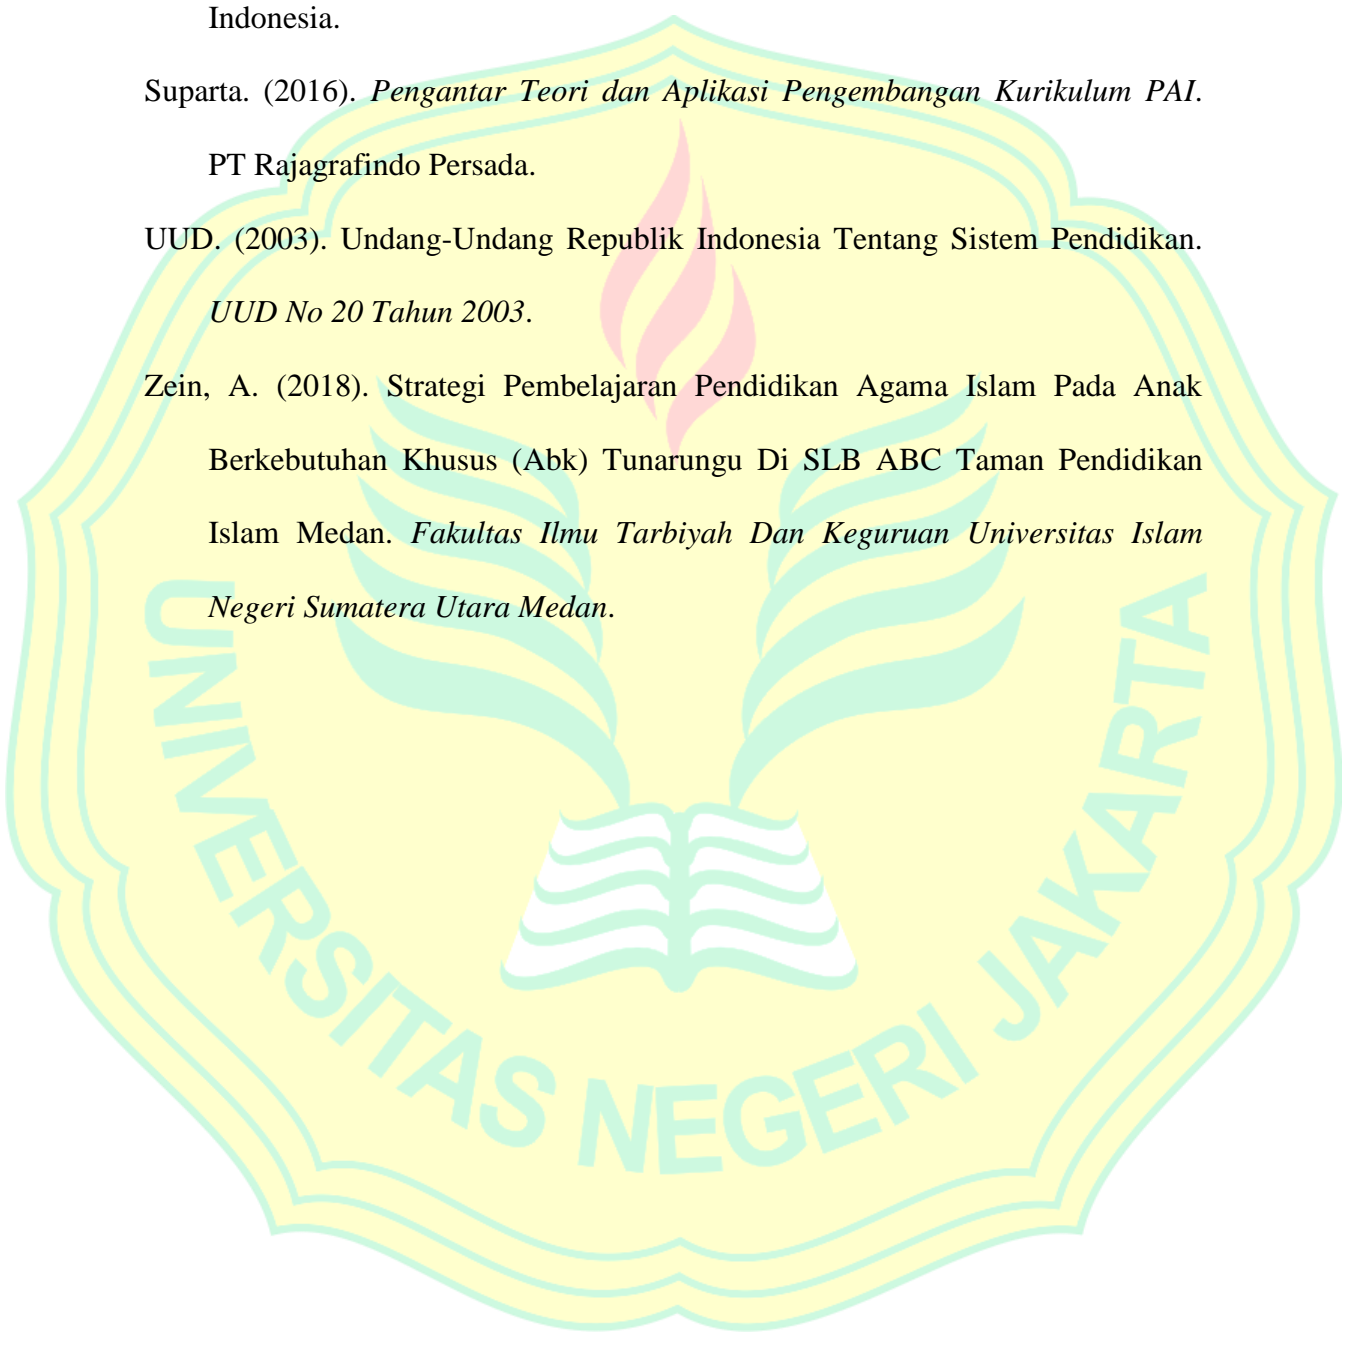 Indonesia.
Suparta. (2016). Pengantar Teori dan Aplikasi Pengembangan Kurikulum PAI.
PT Rajagrafindo Persada.
UUD. (2003). Undang-Undang Republik Indonesia Tentang Sistem Pendidikan.
UUD No 20 Tahun 2003.
Zein, A. (2018). Strategi Pembelajaran Pendidikan Agama Islam Pada Anak
Berkebutuhan Khusus (Abk) Tunarungu Di SLB ABC Taman Pendidikan
Islam Medan. Fakultas Ilmu Tarbiyah Dan Keguruan Universitas Islam
Negeri Sumatera Utara Medan.
UNIVERSITAS NEGERI JAKARTA